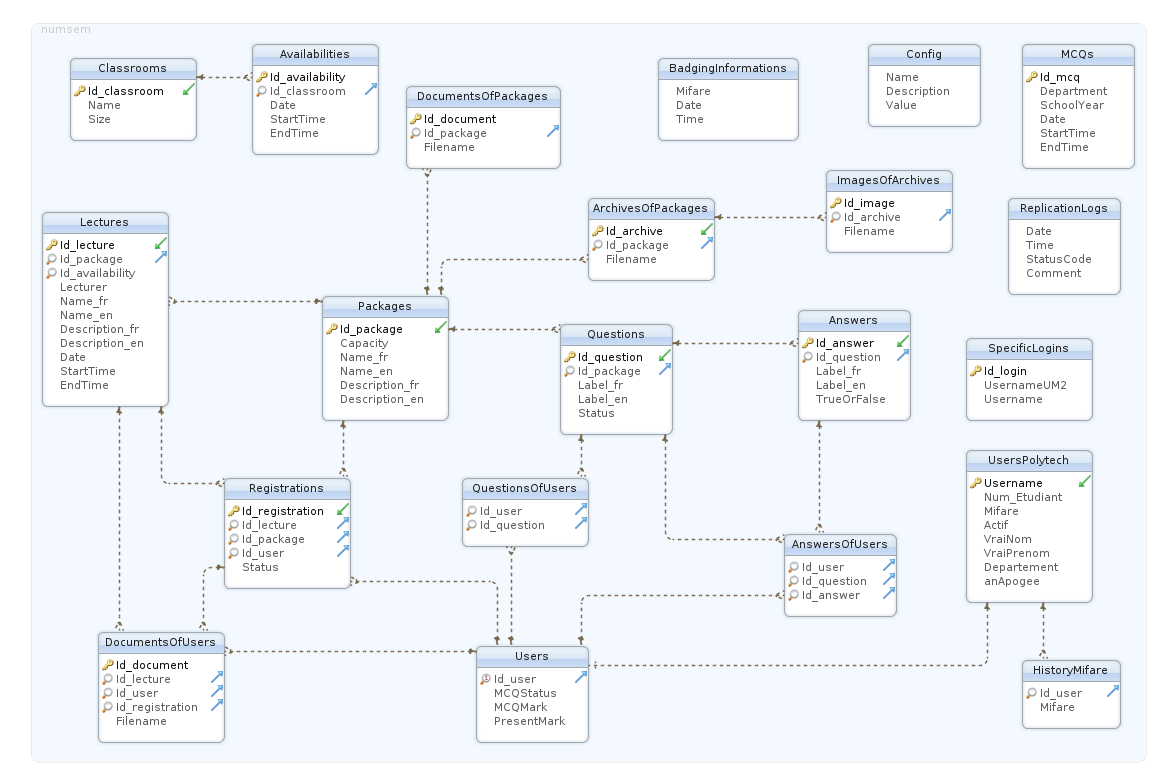 numsem
Classrooms
Id_classroom
Name
Size
Availabilities
Id_availability
Id_classroom
Date
StartTime
EndTime
DocumentsOfPackages
Id_document
Id_package
Filename
BadgingInformations
Mifare
Date
Time
Config
Name
Description
Value
MCQs
Id_mcq
Department
SchoolYear
Date
StartTime
EndTime
Lectures
Id_lecture
Id_package
Id_availability
Lecturer
Name_fr
Name_en
Description_fr
Description_en
Date
StartTime
EndTime
ArchivesOfPackages
Id_archive
Id_package
Filename
ImagesOfArchives
Id_image
Id_archive
Filename
ReplicationLogs
Date
Time
StatusCode
Comment
Packages
Id_package
Capacity
Name_fr
Name_en
Description_fr
Description_en
Questions
Id_question
Id_package
Label_fr
Label_en
Status
Answers
Id_answer
Id_question
Label_fr
Label_en
TrueOrFalse
SpecificLogins
Id_login
UsernameUM2
Username
Registrations
Id_registration
Id_lecture
Id_package
Id_user
Status
QuestionsOfUsers
Id_user
Id_question
AnswersOfUsers
Id_user
Id_question
Id_answer
UsersPolytech
Username
Num_Etudiant
Mifare
Actif
VraiNom
VraiPrenom
Departement
anApogee
DocumentsOfUsers
Id_document
Id_lecture
Id_user
Id_registration
Filename
Users
Id_user
MCQStatus
MCQMark
PresentMark
HistoryMifare
Id_user
Mifare